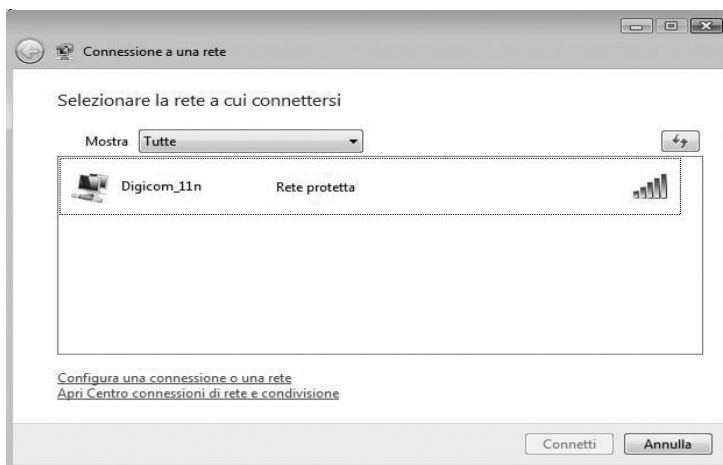 Connessione a una rete
Selezionare la rete a cui connettersi
Mostra Tutte
Digicom_11n Rete protetta
Configura una connessione o una rete
Apri Centro connessioni di rete e condivisione
Connetti Annulla